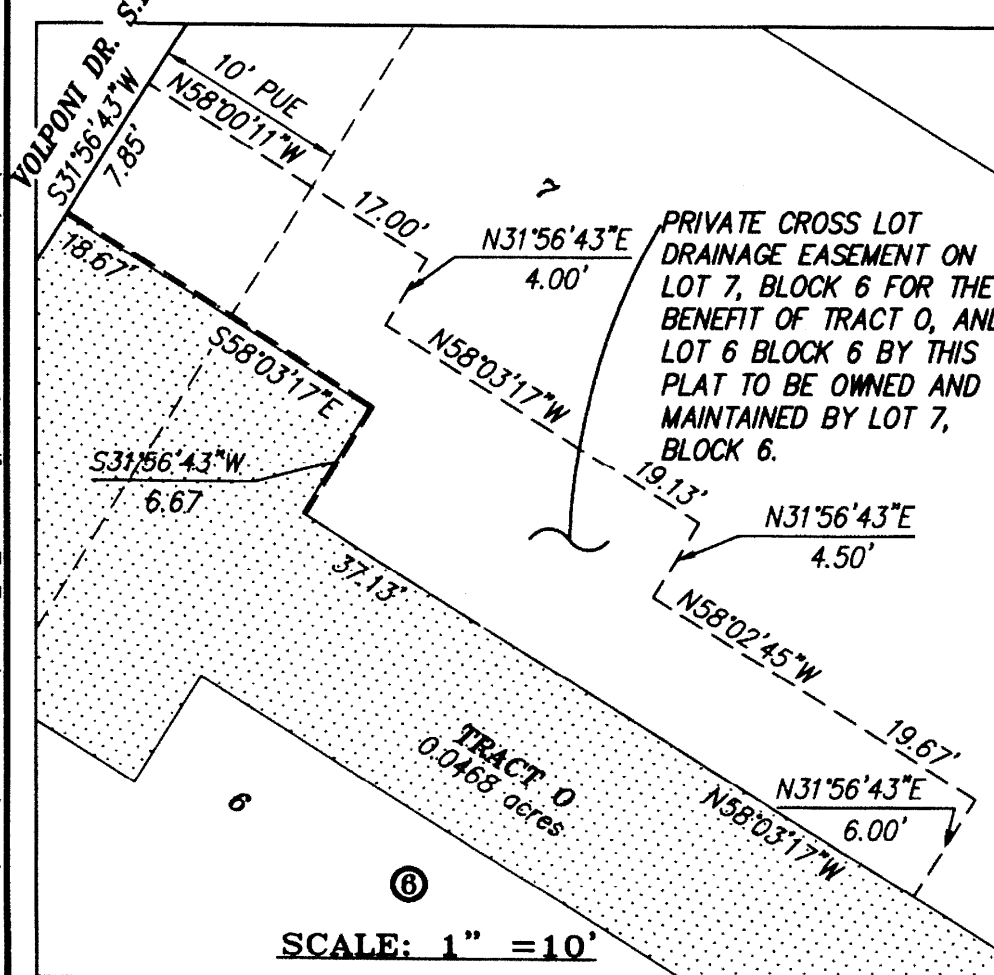 VOLPONI DR.
S31°56'43"W
7.85'
10' PUE
N58°00'11"W
17.00'
7
N31°56'43"E
4.00'
PRIVATE CROSS LOT
DRAINAGE EASEMENT ON
LOT 7, BLOCK 6 FOR THE
BENEFIT OF TRACT O, AND
LOT 6 BLOCK 6 BY THIS
PLAT TO BE OWNED AND
MAINTAINED BY LOT 7,
BLOCK 6.
18.67'
S58°03'17"E
N58°03'17"W
19.13'
S31°56'43"W
6.67
N31°56'43"E
4.50'
37.13'
N58°02'45"W
19.67'
TRACT O
0.0468 acres
N58°03'17"W
N31°56'43"E
6.00'
6
6
SCALE: 1" =10'